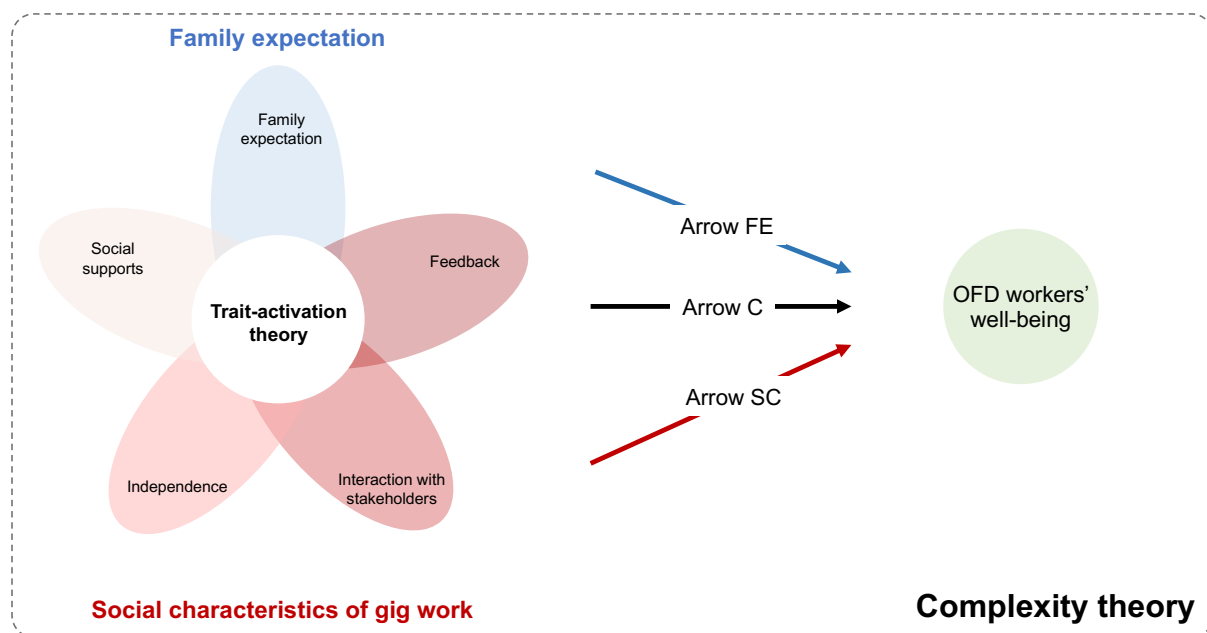 Family expectation
Family
expectation
Social
supports
Feedback
Trait-activation
theory
Independence
Interaction with
stakeholders
Arrow FE
Arrow C
Arrow SC
OFD workers’
well-being
Social characteristics of gig work
Complexity theory